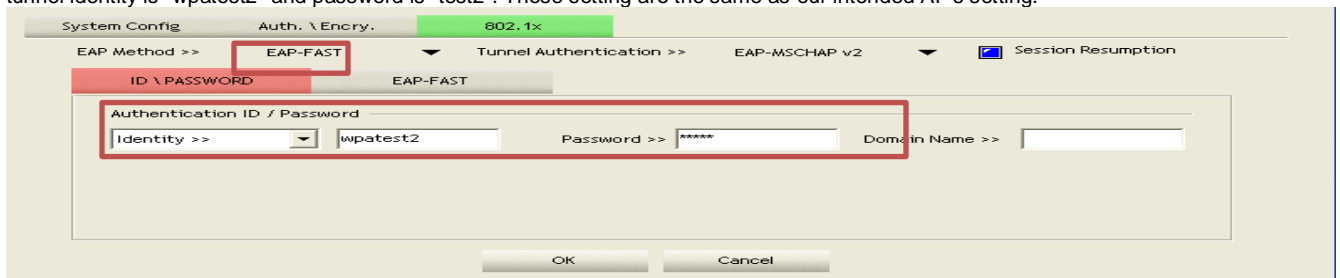 tunnel identity is "wpatest2" and password is "test2". Those setting are the same as our intended AP's setting.
System Config Auth. \ Encry. 802.1x
EAP Method >> EAP-FAST Tunnel Authentication >> EAP-MSCHAP v2 Session Resumption
ID \ PASSWORD EAP-FAST
Authentication ID / Password
Identity >> wpatest2 Password >> ***** Domain Name >>
OK Cancel